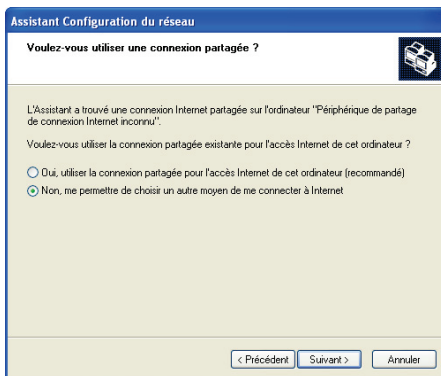 Assistant Configuration du réseau
Voulez-vous utiliser une connexion partagée ?
L'Assistant a trouvé une connexion Internet partagée sur l'ordinateur "Périphérique de partage
de connexion Internet inconnu".
Voulez-vous utiliser la connexion partagée existante pour l'accès Internet de cet ordinateur ?
Oui, utiliser la connexion partagée pour l'accès Internet de cet ordinateur (recommandé)
Non, me permettre de choisir un autre moyen de me connecter à Internet
< Précédent Suivant > Annuler